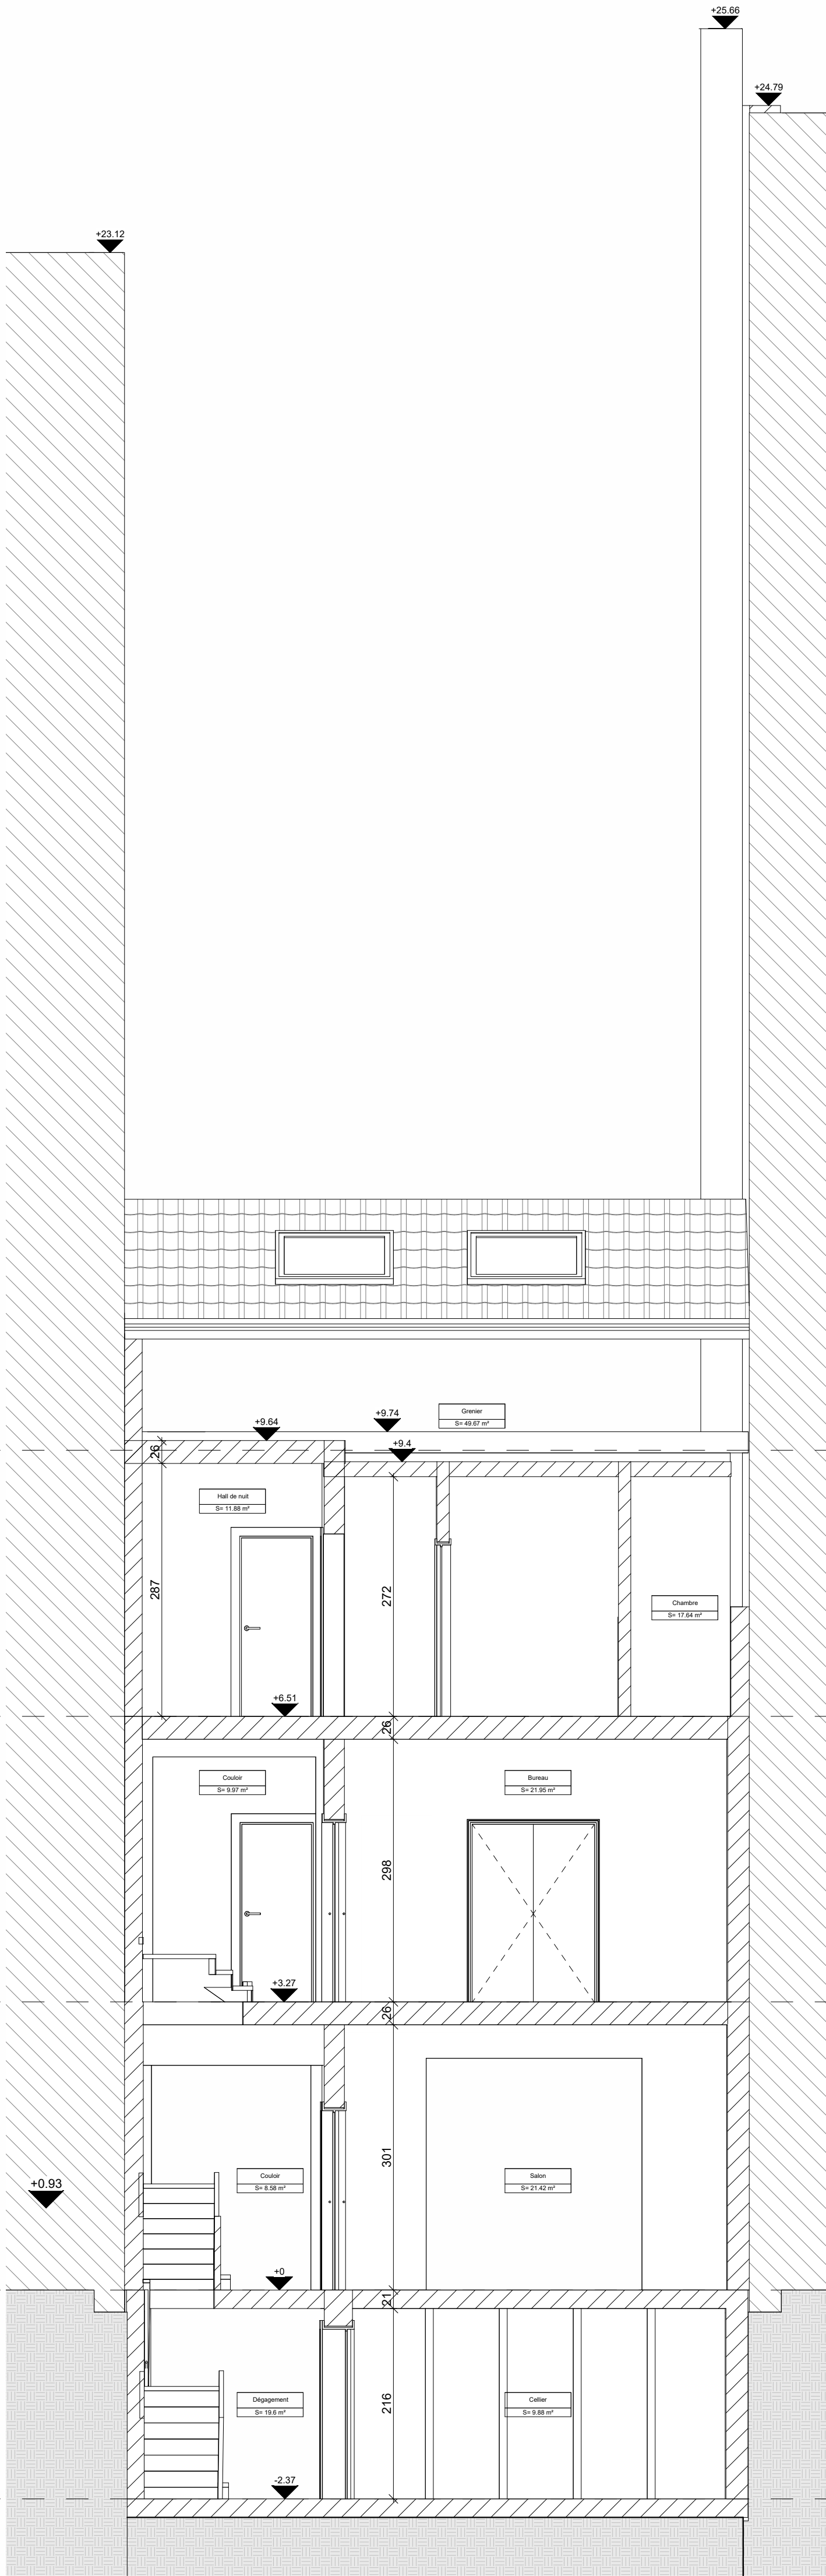 +25.66
+24.79
+23.12
Grenier
S= 49.67 m²
+9.74
+9.64
+9.4
26
Hall de nuit
S= 11.88 m²
287
272
Chambre
S= 17.64 m²
+6.51
26
Couloir
S= 9.97 m²
Bureau
S= 21.95 m²
298
+3.27
26
301
Couloir
S= 8.58 m²
Salon
S= 21.42 m²
+0.93
+0
21
Dégagement
S= 19.6 m²
216
Cellier
S= 9.88 m²
-2.37